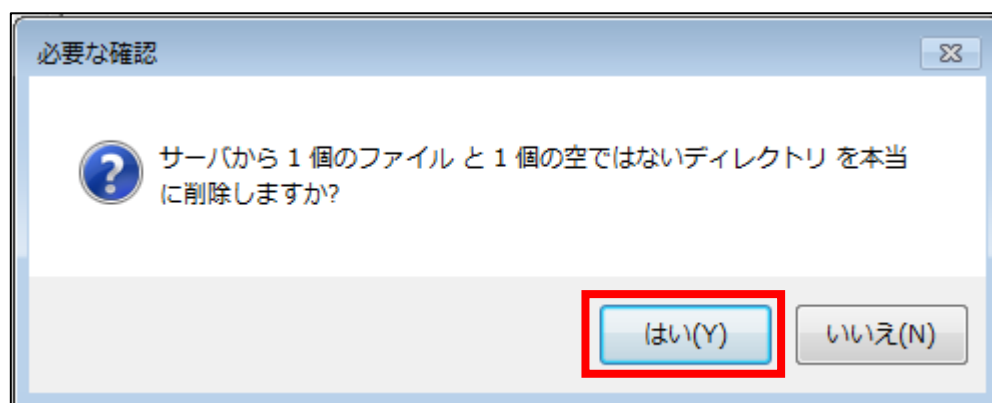 必要な確認
サーバから 1 個のファイル と 1 個の空ではないディレクトリ を本当
に削除しますか?
はい(Y)
いいえ(N)